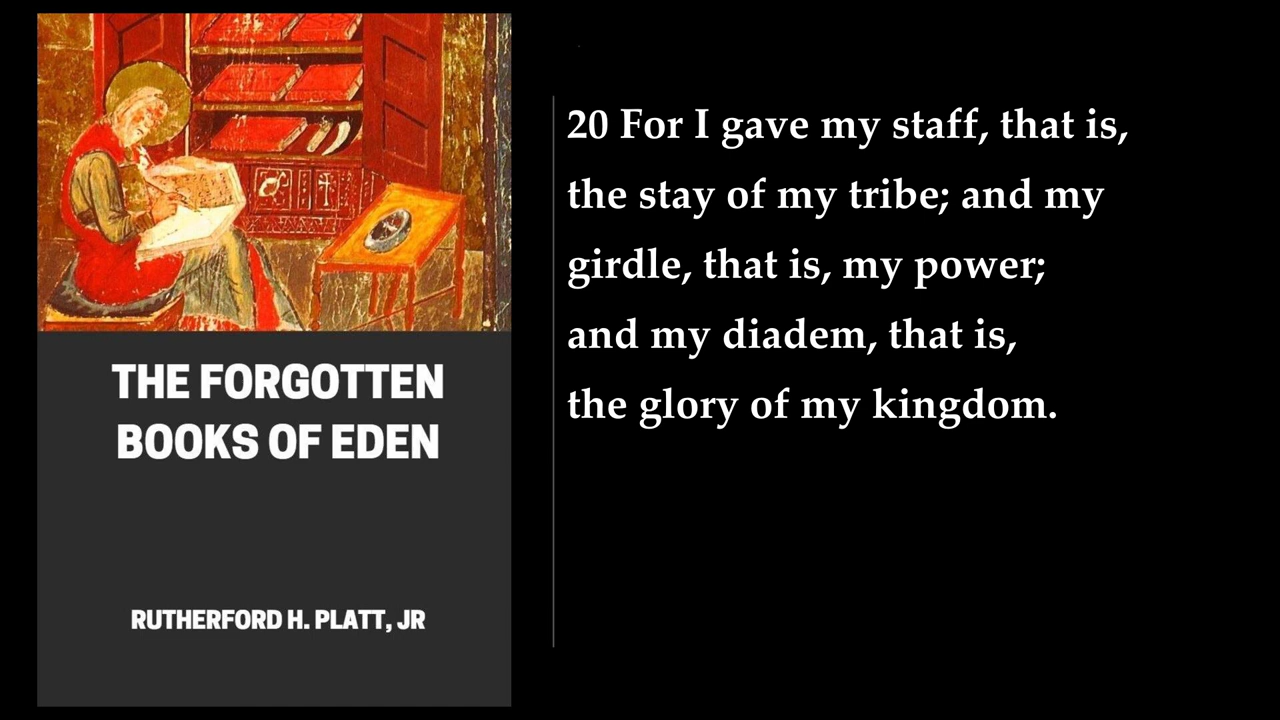 THE FORGOTTEN
BOOKS OF EDEN
RUTHERFORD H. PLATT, JR
20 For I gave my staff, that is,
the stay of my tribe; and my
girdle, that is, my power;
and my diadem, that is,
the glory of my kingdom.